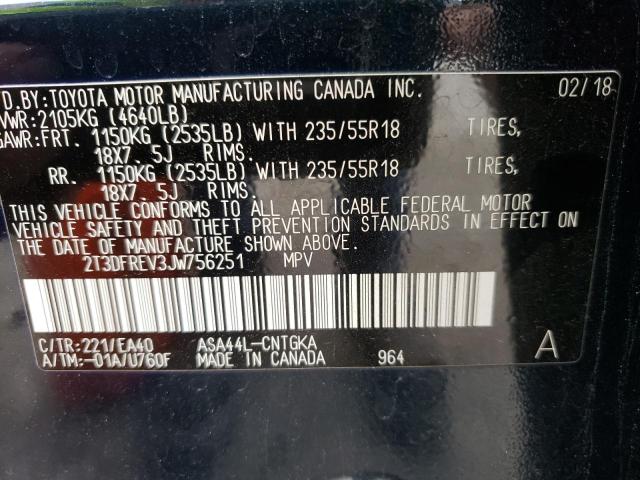 D.BY:TOYOTA MOTOR MANUFACTURING CANADA INC. 02/18
VWR:2105KG (4640LB)
GAWR:FRT. 1150KG (2535LB) WITH 235/55R18 TIRES,
18X7. 5J RIMS.
RR. 1150KG (2535LB) WITH 235/55R18 TIRES,
18X7. 5J RIMS.
THIS VEHICLE CONFORMS TO ALL APPLICABLE FEDERAL MOTOR
VEHICLE SAFETY AND THEFT PREVENTION STANDARDS IN EFFECT ON
THE DATE OF MANUFACTURE SHOWN ABOVE.
2T3DFREV3JW756251 MPV
C/TR:221/EA40 ASA44L-CNTGKA
A/TM:-01A/U760F MADE IN CANADA 964 A